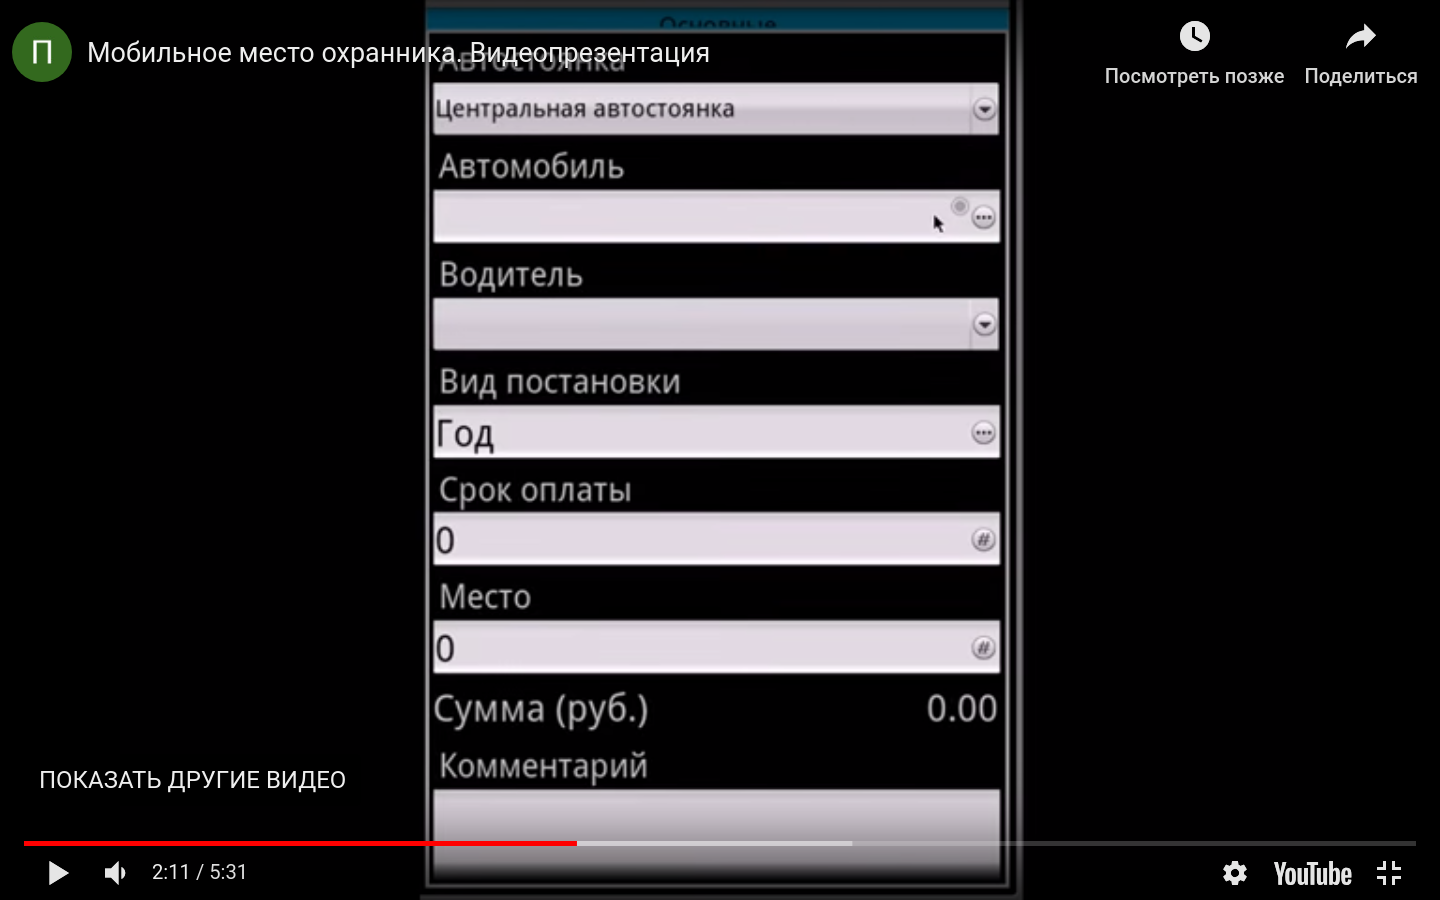 Основные
П
Мобильное место охранника. Видеопрезентация
Посмотреть позже
Поделиться
Автостоянка
Центральная автостоянка
Автомобиль
Водитель
Вид постановки
Год
Срок оплаты
0 #
Место
0 #
Сумма (руб.) 0.00
Комментарий
ПОКАЗАТЬ ДРУГИЕ ВИДЕО
2:11 / 5:31
YouTube